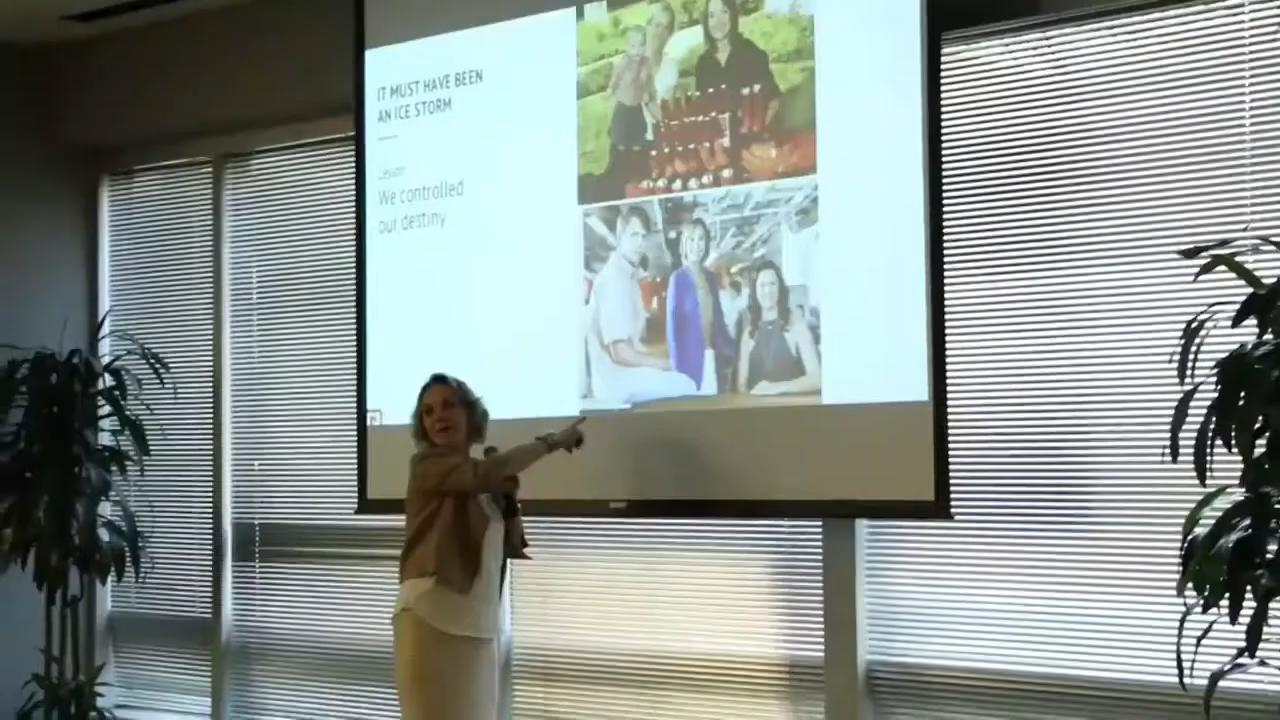 IT MUST HAVE BEEN
AN ICE STORM
Lesson:
We controlled
our destiny